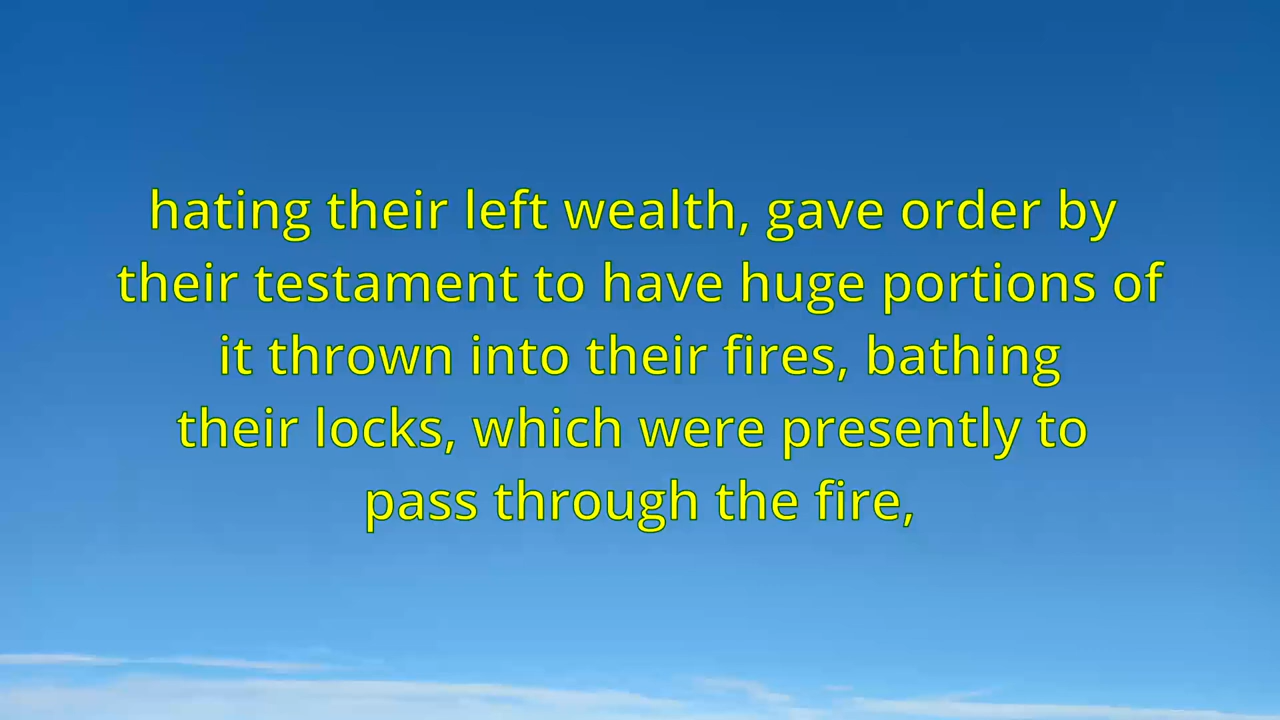 hating their left wealth, gave order by
their testament to have huge portions of
it thrown into their fires, bathing
their locks, which were presently to
pass through the fire,